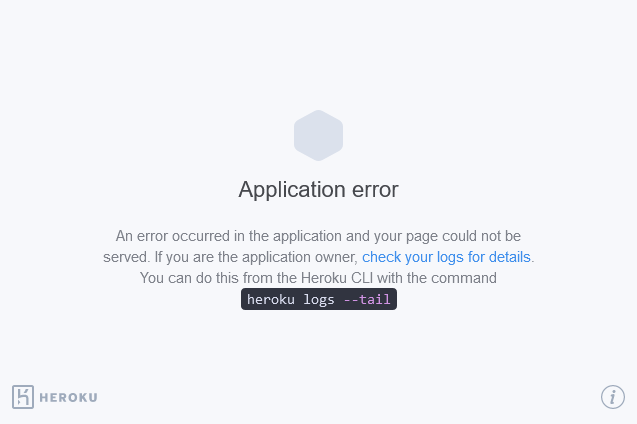 Application error
An error occurred in the application and your page could not be
served. If you are the application owner, check your logs for details.
You can do this from the Heroku CLI with the command
heroku logs --tail
HEROKU
i